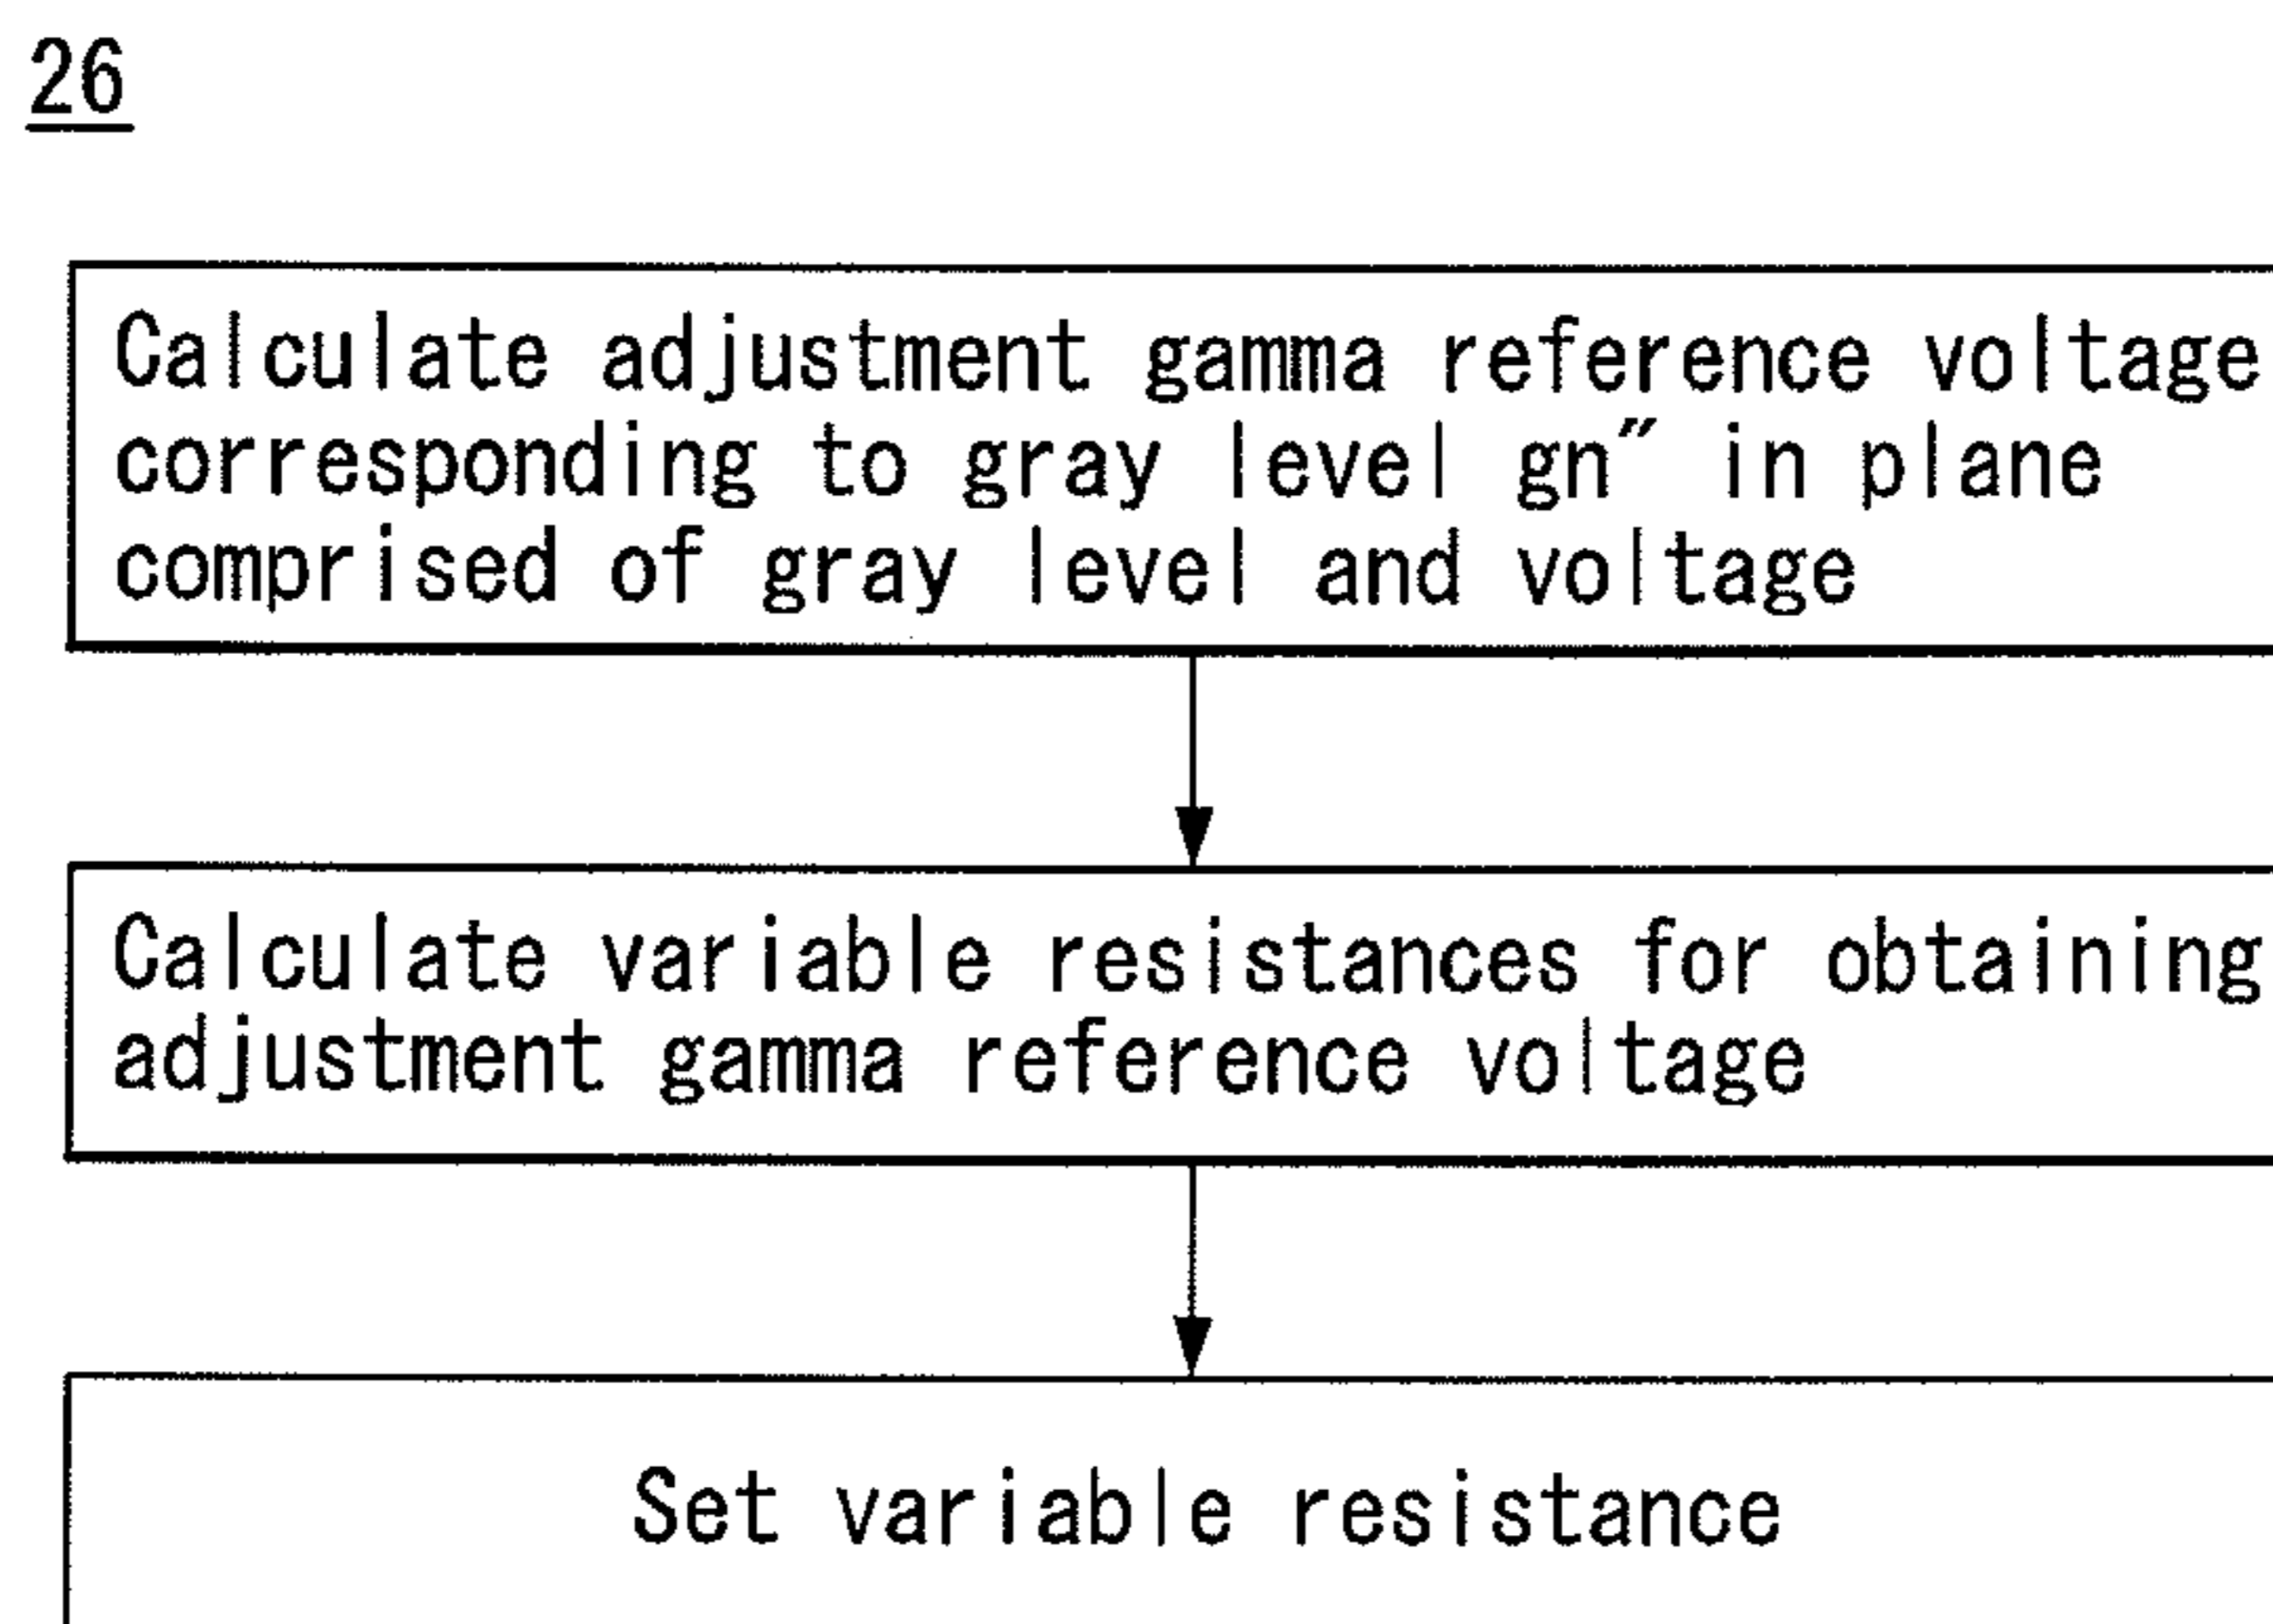 26
Calculate adjustment gamma reference voltage
corresponding to gray level gn″ in plane
comprised of gray level and voltage
Calculate variable resistances for obtaining
adjustment gamma reference voltage
Set variable resistance